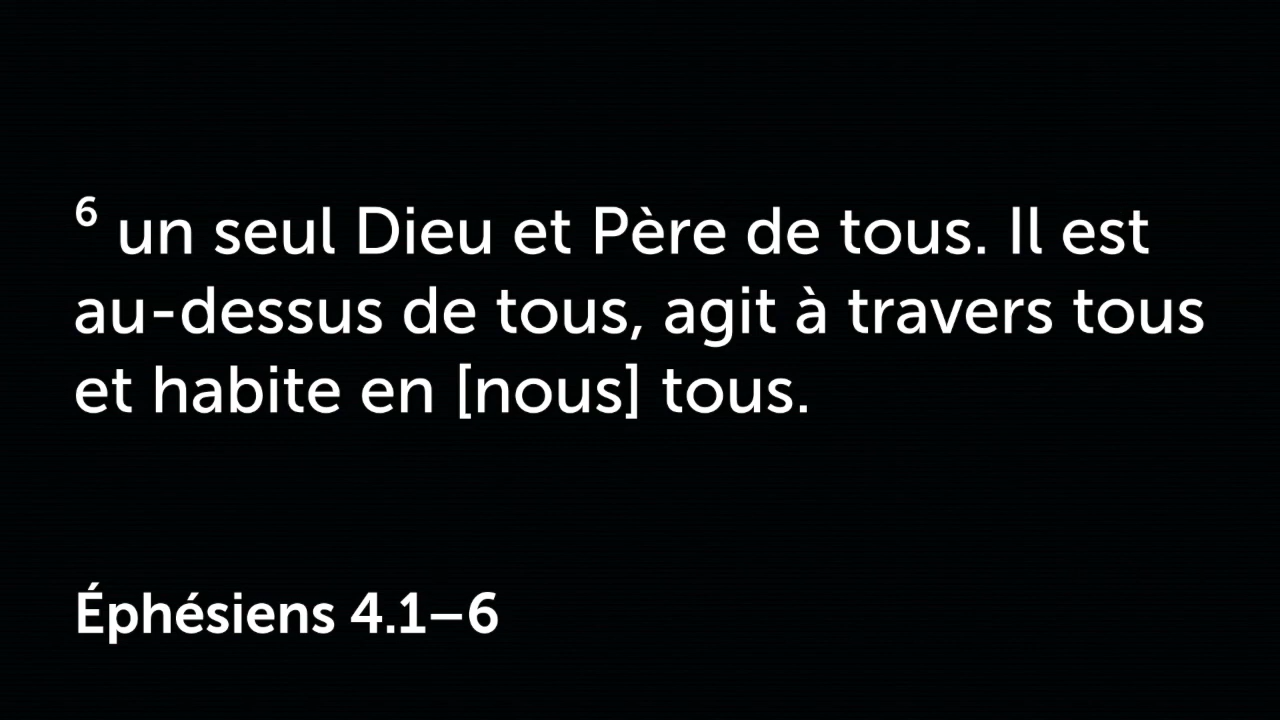 ⁶ un seul Dieu et Père de tous. Il est
au-dessus de tous, agit à travers tous
et habite en [nous] tous.
Éphésiens 4.1–6